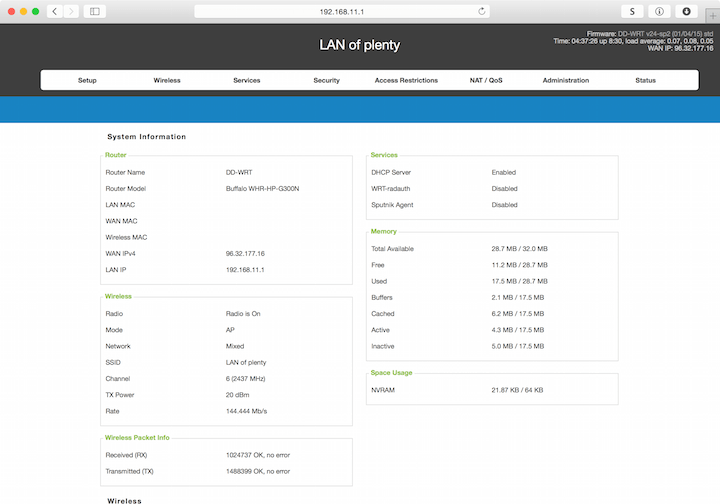 192.168.11.1
S
Firmware: DD-WRT v24-sp2 (01/04/15) std
Time: 04:37:26 up 8:30, load average: 0.07, 0.08, 0.05
WAN IP: 96.32.177.16
LAN of plenty
Setup Wireless Services Security Access Restrictions NAT / QoS Administration Status
System Information
Router
Router Name DD-WRT
Router Model Buffalo WHR-HP-G300N
LAN MAC
WAN MAC
Wireless MAC
WAN IPv4 96.32.177.16
LAN IP 192.168.11.1
Wireless
Radio Radio is On
Mode AP
Network Mixed
SSID LAN of plenty
Channel 6 (2437 MHz)
TX Power 20 dBm
Rate 144.444 Mb/s
Wireless Packet Info
Received (RX) 1024737 OK, no error
Transmitted (TX) 1488399 OK, no error
Wireless
Services
DHCP Server Enabled
WRT-radauth Disabled
Sputnik Agent Disabled
Memory
Total Available 28.7 MB / 32.0 MB
Free 11.2 MB / 28.7 MB
Used 17.5 MB / 28.7 MB
Buffers 2.1 MB / 17.5 MB
Cached 6.2 MB / 17.5 MB
Active 4.3 MB / 17.5 MB
Inactive 5.0 MB / 17.5 MB
Space Usage
NVRAM 21.87 KB / 64 KB